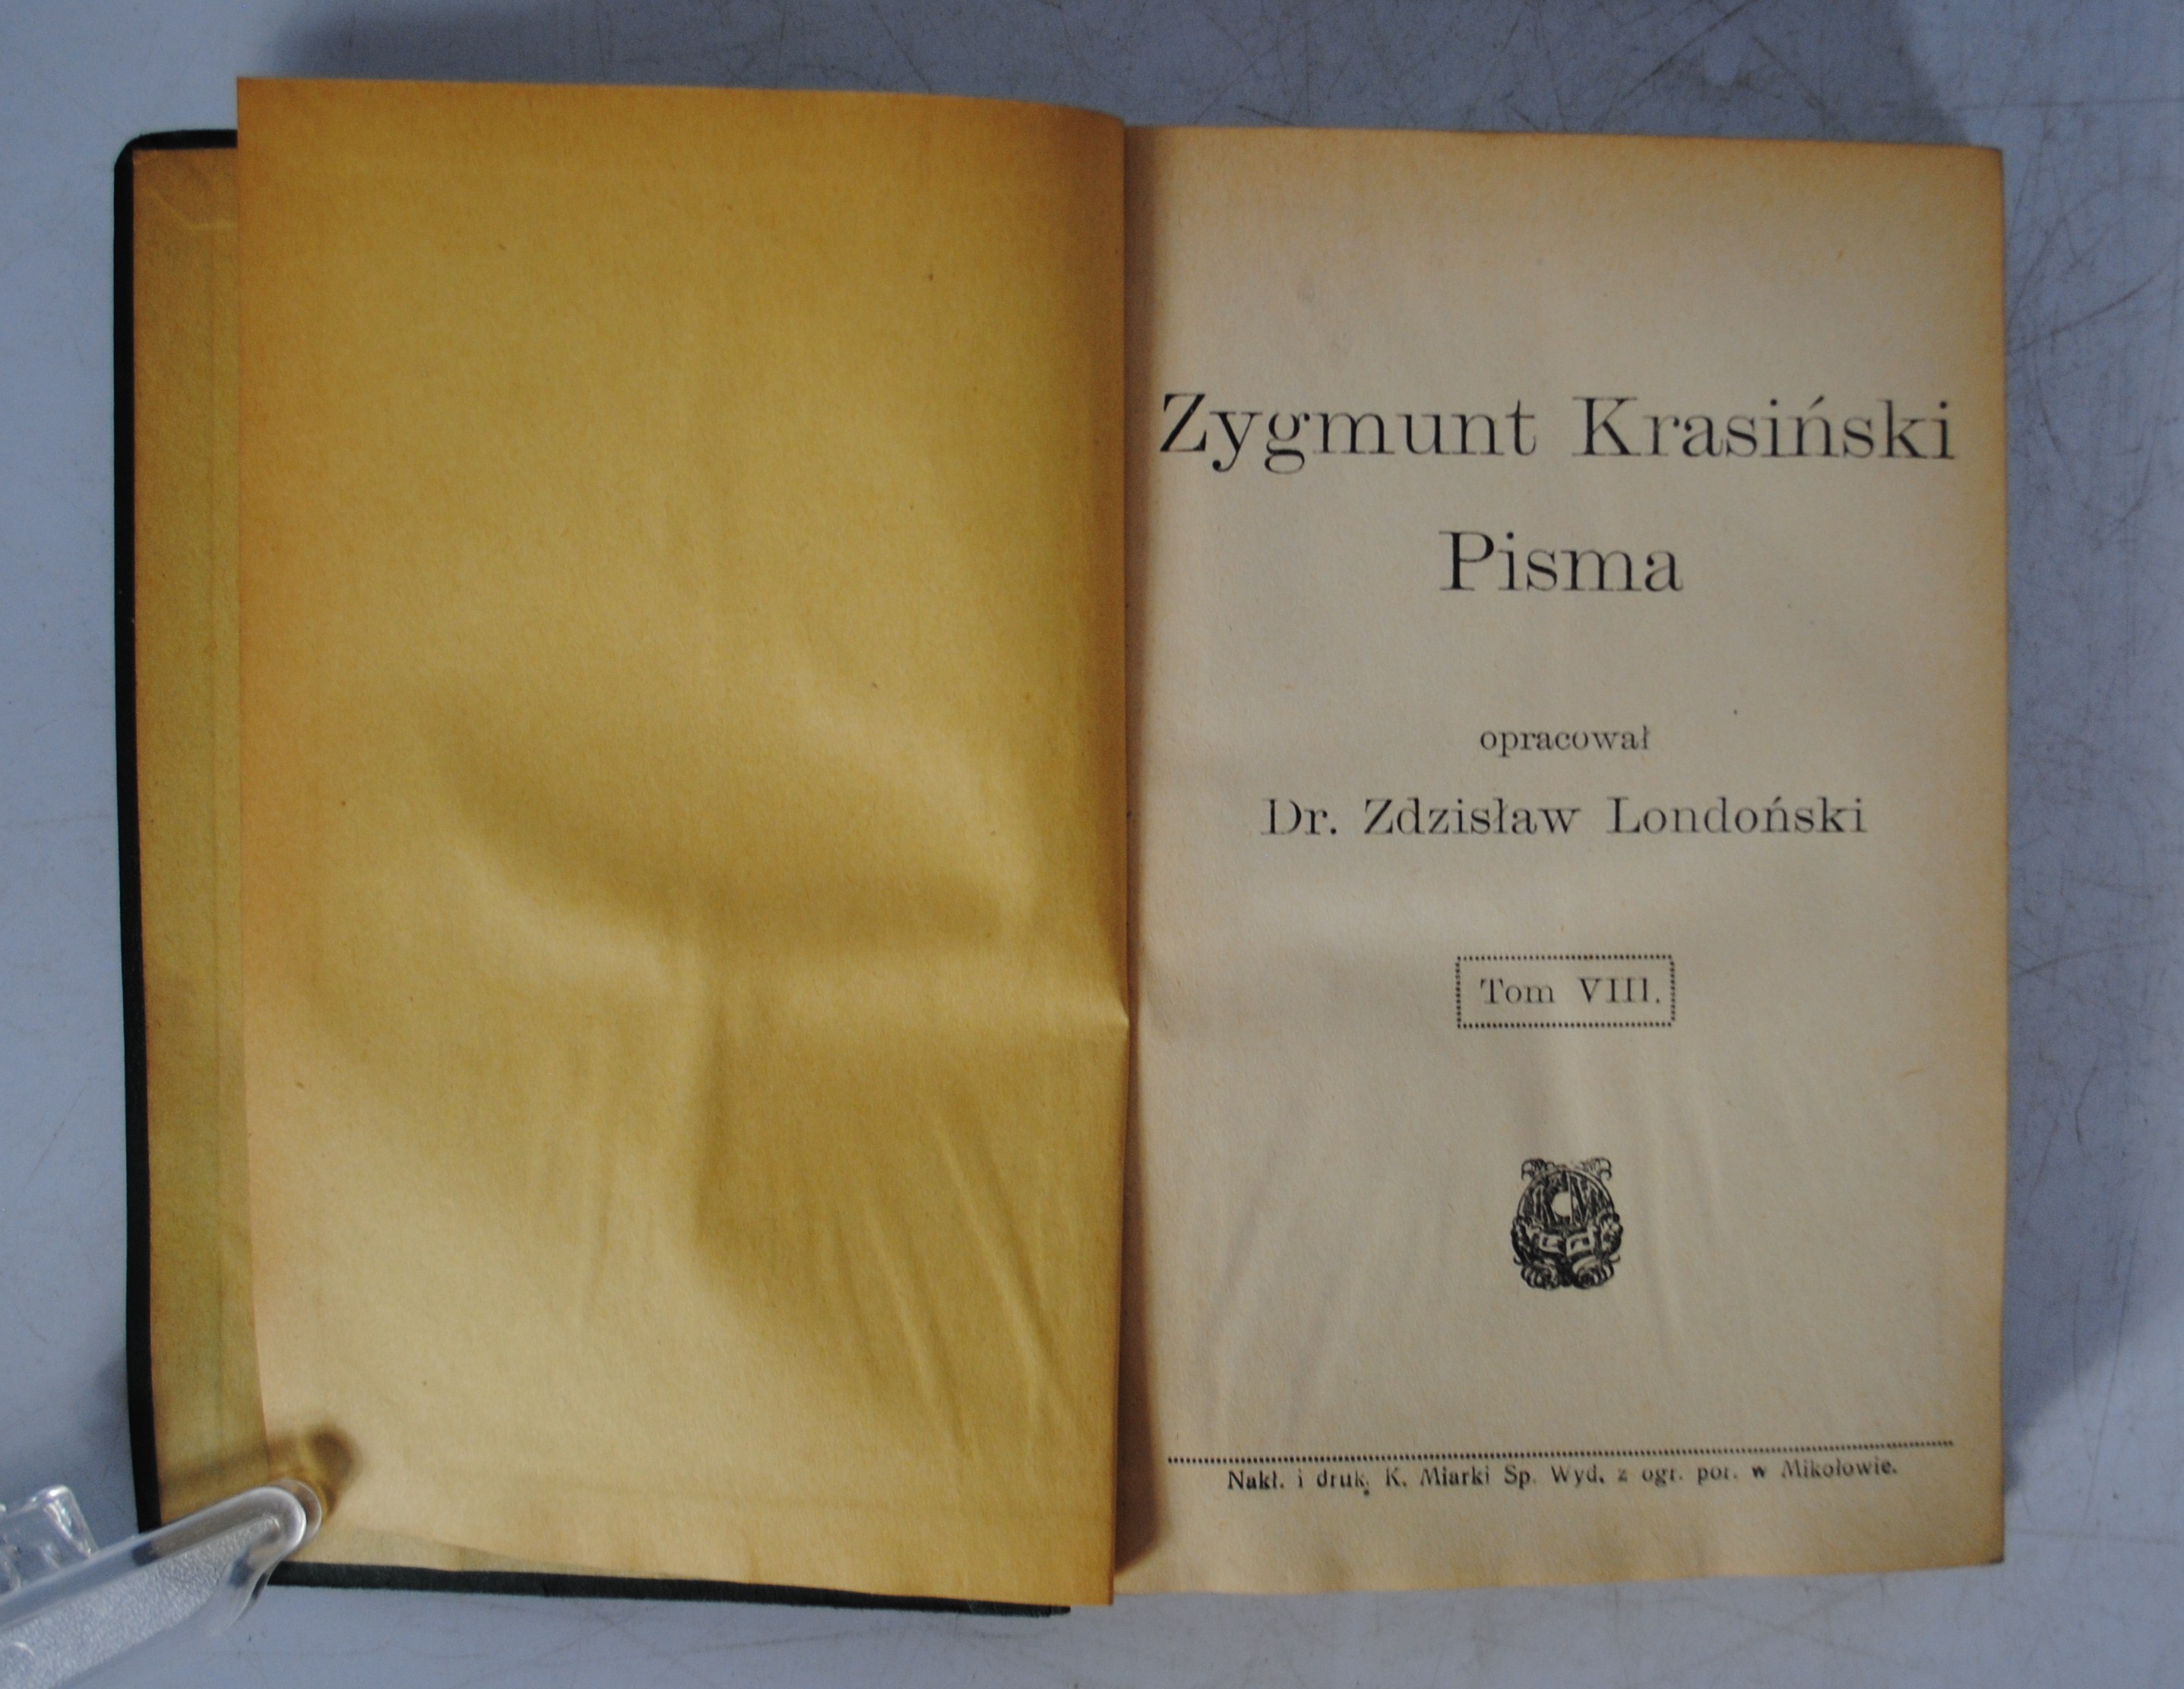 Zygmunt Krasiński
Pisma
opracował
Dr. Zdzisław Londoński
Tom VIII.
Nakł. i druk. K. Miarki Sp. Wyd. z ogr. por. w Mikołowie.